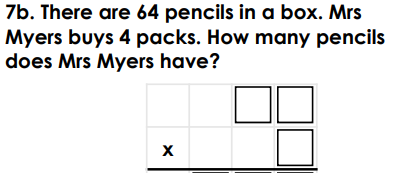 7b. There are 64 pencils in a box. Mrs
Myers buys 4 packs. How many pencils
does Mrs Myers have?
x